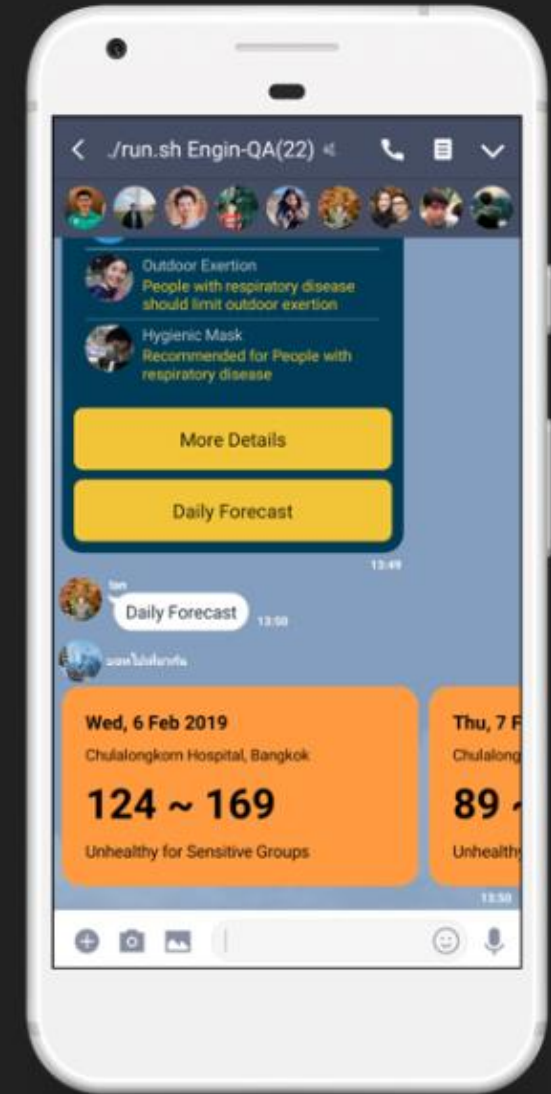 ./run.sh Engin-QA(22)
Outdoor Exertion
People with respiratory disease
should limit outdoor exertion
Hygienic Mask
Recommended for People with
respiratory disease
More Details
Daily Forecast
13:49
ton
Daily Forecast
13:50
Wed, 6 Feb 2019
Chulalongkorn Hospital, Bangkok
124 ~ 169
Unhealthy for Sensitive Groups
Thu, 7 F
Chulalong
89 ~
Unhealthy
13:50